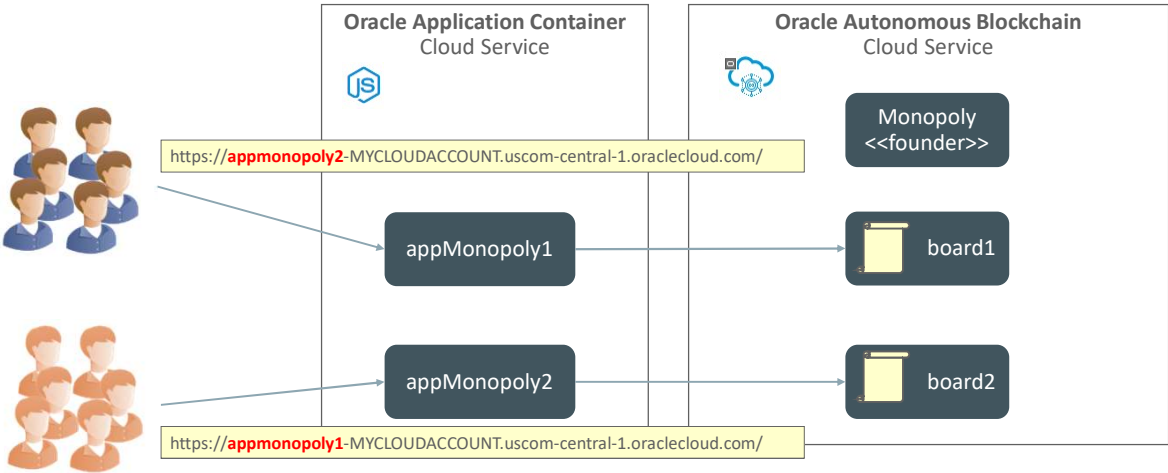 Oracle Application Container
Cloud Service
JS
Oracle Autonomous Blockchain
Cloud Service
Monopoly
<<founder>>
https://appmonopoly2-MYCLOUDACCOUNT.uscom-central-1.oraclecloud.com/
appMonopoly1
board1
appMonopoly2
board2
https://appmonopoly1-MYCLOUDACCOUNT.uscom-central-1.oraclecloud.com/